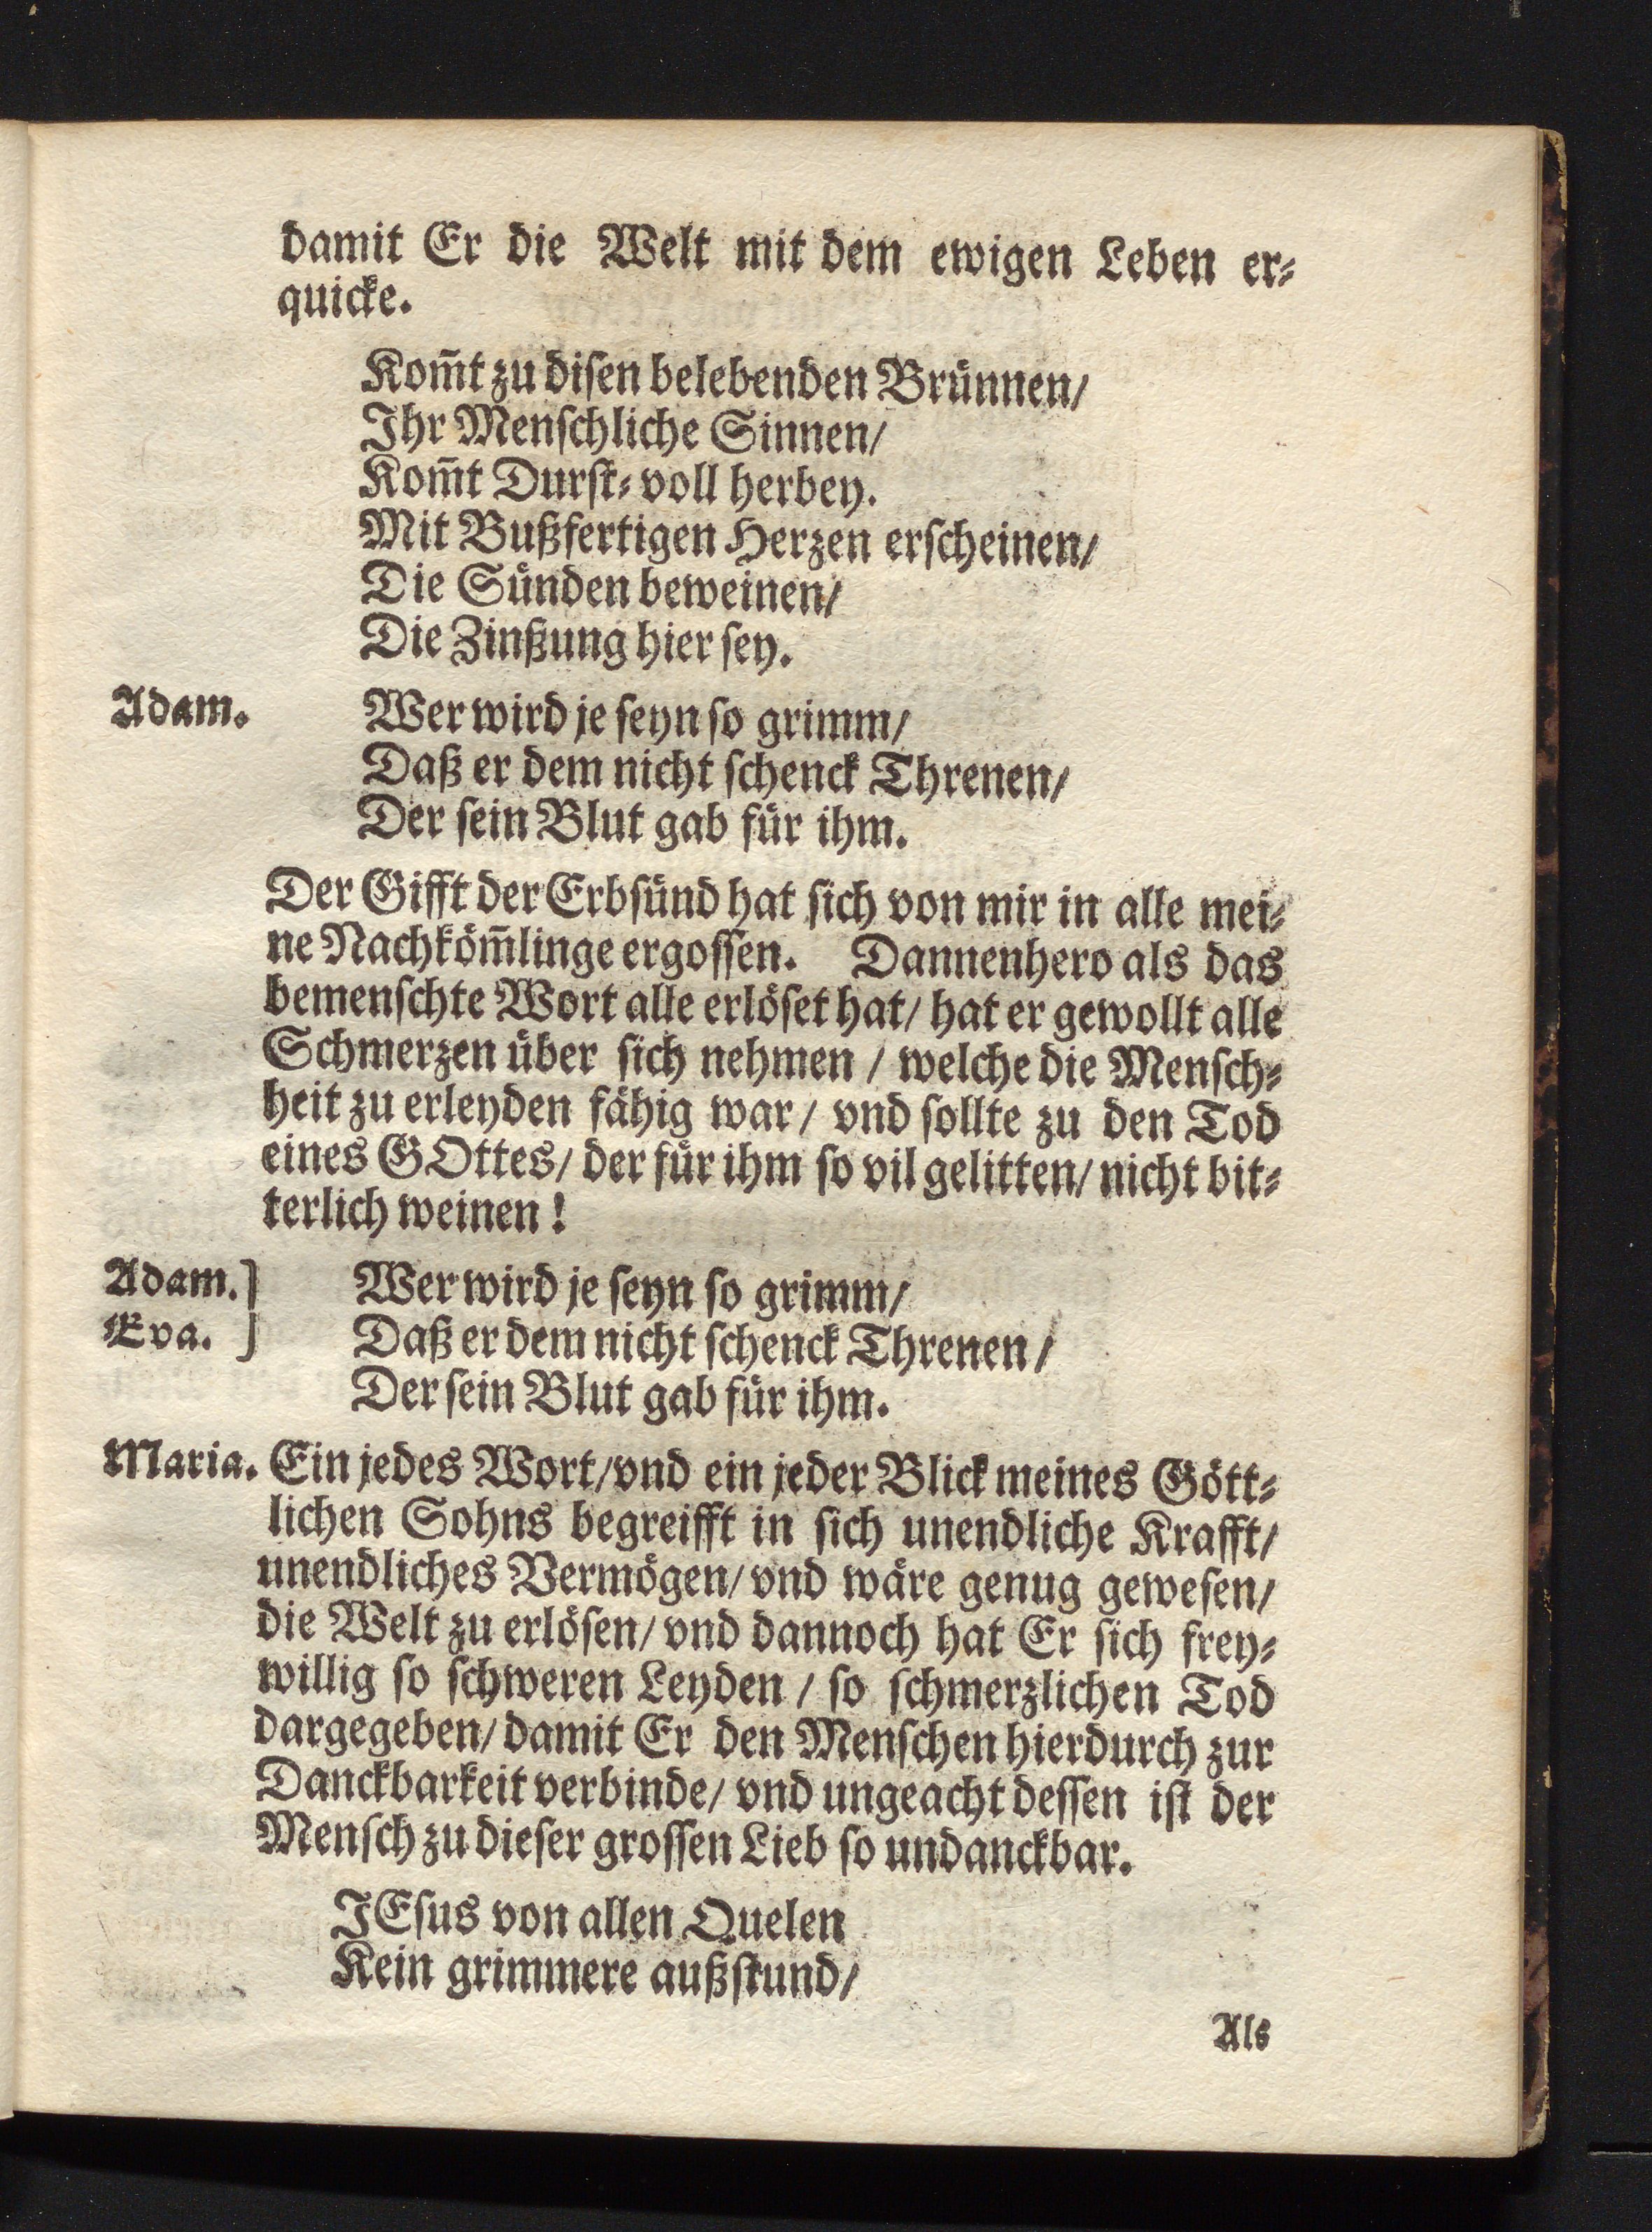 damit Er die Welt mit dem ewigen Leben er⸗
quicke.
Kom̃t zu disen belebenden Brünnen/
Ihr Menschliche Sinnen/
Kom̃t Durst⸗voll herbey.
Mit Bußfertigen Herzen erscheinen/
Die Sünden beweinen/
Die Zinßung hier sey.
Adam. Wer wird je seyn so grimm/
Daß er dem nicht schenck Threnen/
Der sein Blut gab für ihm.
Der Gifft der Erbsünd hat sich von mir in alle mei⸗
ne Nachköm̃linge ergossen. Dannenhero als das
bemenschte Wort alle erlöset hat/ hat er gewollt alle
Schmerzen über sich nehmen / welche die Mensch⸗
heit zu erleyden fähig war/ vnd sollte zu den Tod
eines GOttes/ der für ihm so vil gelitten/ nicht bit⸗
terlich weinen!
Adam.] Wer wird je seyn so grimm/
Eva. ] Daß er dem nicht schenck Threnen/
Der sein Blut gab für ihm.
Maria. Ein jedes Wort/vnd ein jeder Blick meines Gött⸗
lichen Sohns begreifft in sich unendliche Krafft/
unendliches Vermögen/ vnd wäre genug gewesen/
die Welt zu erlösen/ vnd dannoch hat Er sich frey⸗
willig so schweren Leyden / so schmerzlichen Tod
dargegeben/ damit Er den Menschen hierdurch zur
Danckbarkeit verbinde/ vnd ungeacht dessen ist der
Mensch zu dieser grossen Lieb so undanckbar.
JEsus von allen Quelen
Kein grimmere außstund/
Als